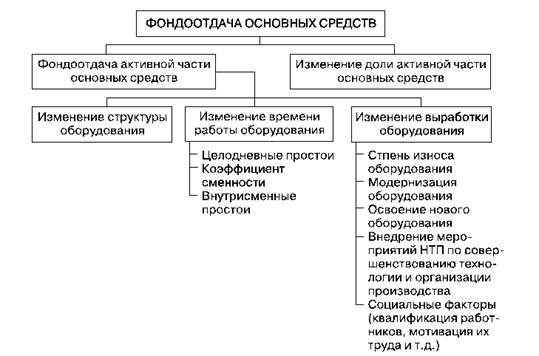 ФОНДООТДАЧА ОСНОВНЫХ СРЕДСТВ
Фондоотдача активной части
основных средств
Изменение доли активной части
основных средств
Изменение структуры
оборудования
Изменение времени
работы оборудования
Изменение выработки
оборудования
Целодневные простои
Коэффициент
сменности
Внутрисменные
простои
Стпень износа
оборудования
Модернизация
оборудования
Освоение нового
оборудования
Внедрение меро-
приятий НТП по совер-
шенствованию техно-
логии и организации
производства
Социальные факторы
(квалификация работ-
ников, мотивация их
труда и т.д.)